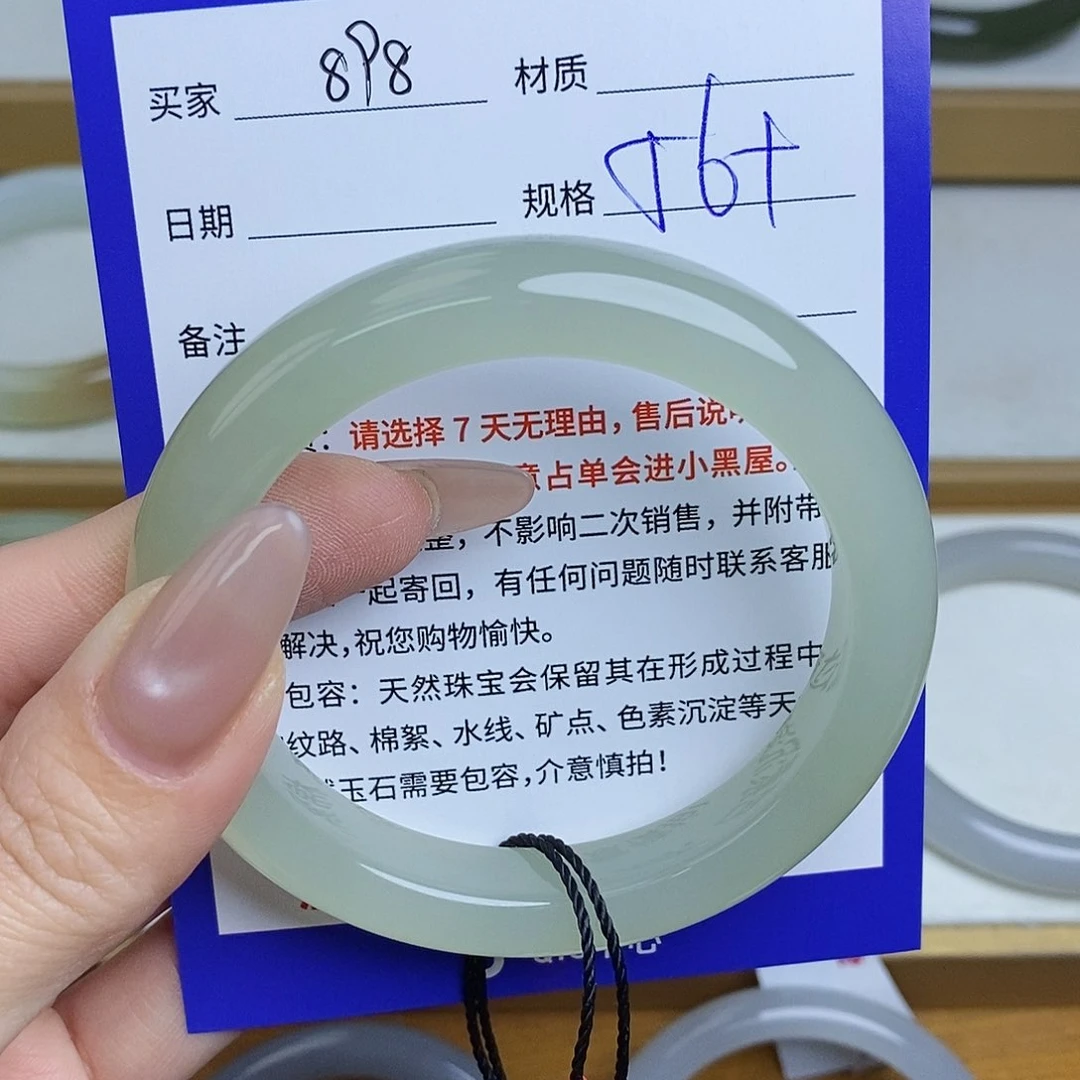 买家 8P8 材质
日期 规格 56+
备注
：请选择 7 天无理由，售后说
意占单会进小黑屋。
整，不影响二次销售，并附带
一起寄回，有任何问题随时联系客服
解决，祝您购物愉快。
包容：天然珠宝会保留其在形成过程中
纹路、棉絮、水线、矿点、色素沉淀等天
玉石需要包容，介意慎拍！
心